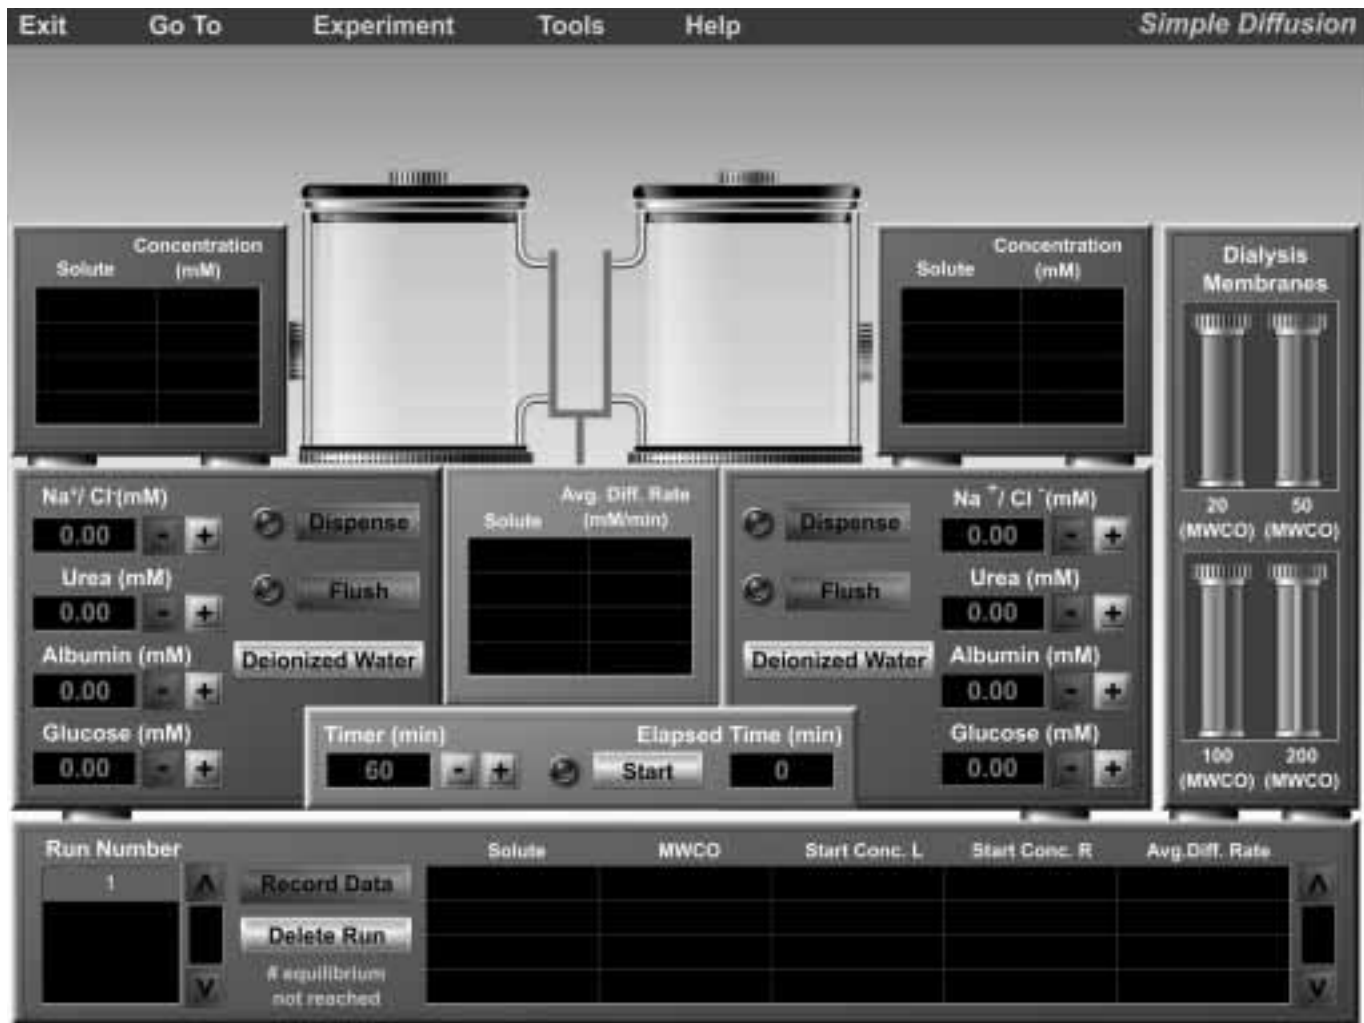 Exit Go To Experiment Tools Help Simple Diffusion
Solute Concentration (mM)
Solute Concentration (mM)
Dialysis
Membranes
20 (MWCO) 50 (MWCO)
100 (MWCO) 200 (MWCO)
Na+/ Cl-(mM)
0.00 - +
Urea (mM)
0.00 - +
Albumin (mM)
0.00 - +
Glucose (mM)
0.00 - +
Dispense
Flush
Deionized Water
Solute Avg. Diff. Rate (mM/min)
Dispense
Flush
Deionized Water
Na +/ Cl -(mM)
0.00 - +
Urea (mM)
0.00 - +
Albumin (mM)
0.00 - +
Glucose (mM)
0.00 - +
Timer (min) Elapsed Time (min)
60 - + Start 0
Run Number
1
Record Data
Delete Run
# equilibrium
not reached
Solute MWCO Start Conc. L Start Conc. R Avg.Diff. Rate